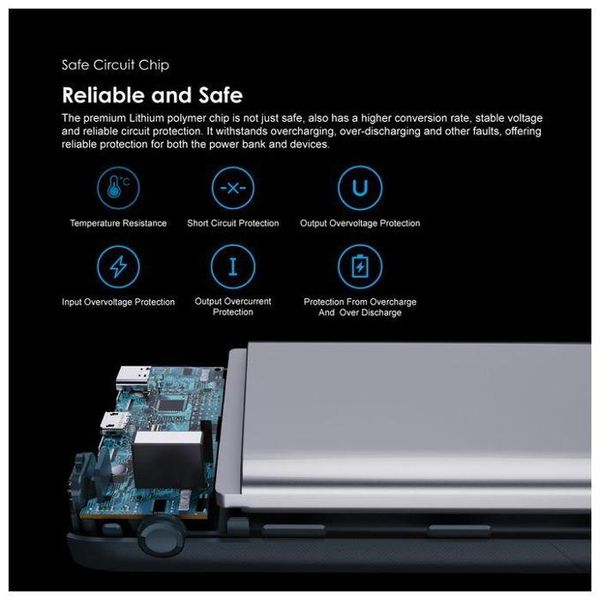 Safe Circuit Chip
Reliable and Safe
The premium Lithium polymer chip is not just safe, also has a higher conversion rate, stable voltage
and reliable circuit protection. It withstands overcharging, over-discharging and other faults, offering
reliable protection for both the power bank and devices.
°C
-×-
U
Temperature Resistance
Short Circuit Protection
Output Overvoltage Protection
I
Input Overvoltage Protection
Output Overcurrent
Protection
Protection From Overcharge
And Over Discharge